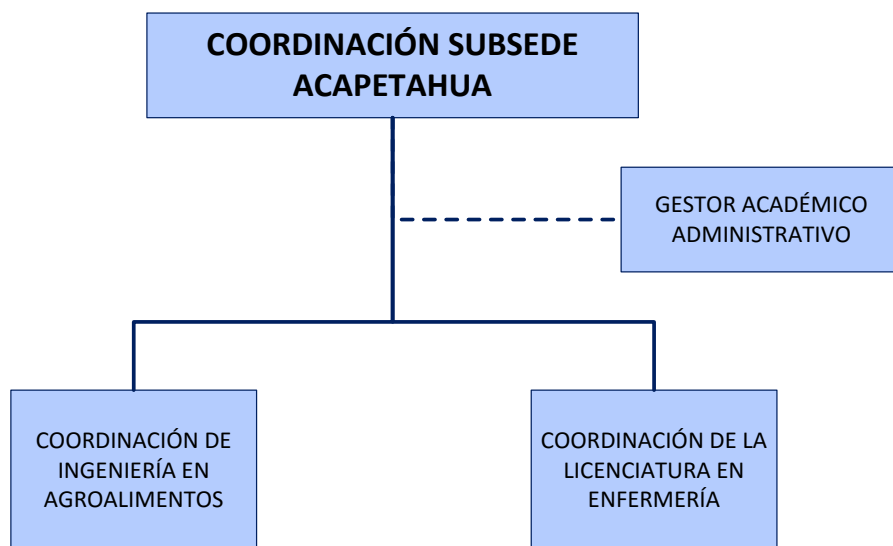 COORDINACIÓN SUBSEDE
ACAPETAHUA
GESTOR ACADÉMICO
ADMINISTRATIVO
COORDINACIÓN DE
INGENIERÍA EN
AGROALIMENTOS
COORDINACIÓN DE LA
LICENCIATURA EN
ENFERMERÍA